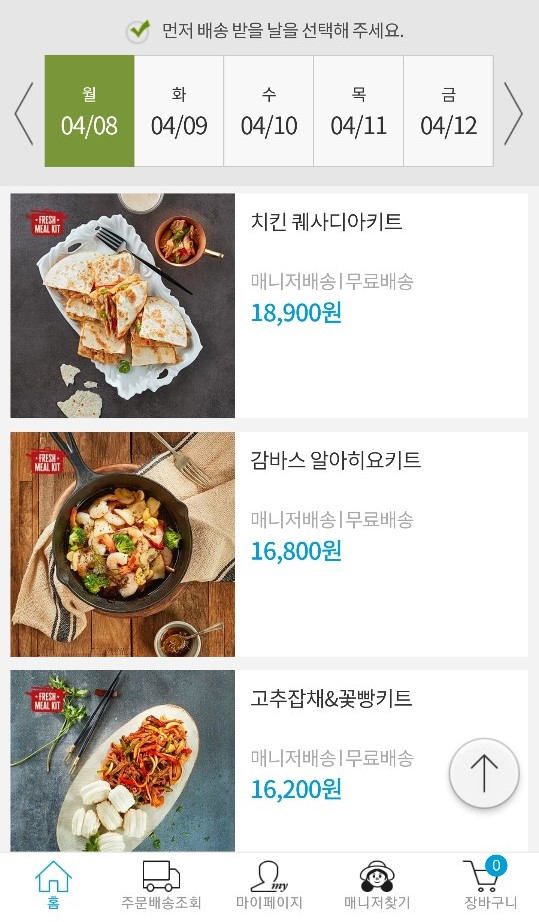 먼저 배송 받을 날을 선택해 주세요.
월 화 수 목 금
04/08 04/09 04/10 04/11 04/12
FRESH
MEAL KIT
치킨 퀘사디아키트
매니저배송|무료배송
18,900원
FRESH
MEAL KIT
감바스 알아히요키트
매니저배송|무료배송
16,800원
FRESH
MEAL KIT
고추잡채&꽃빵키트
매니저배송|무료배송
16,200원
my
0
홈 주문배송조회 마이페이지 매니저찾기 장바구니